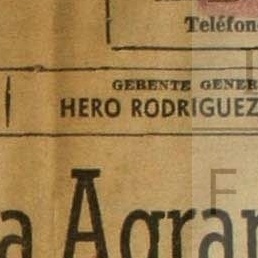 Teléfono
GERENTE GENER
HERO RODRIGUEZ
a Agrar
F